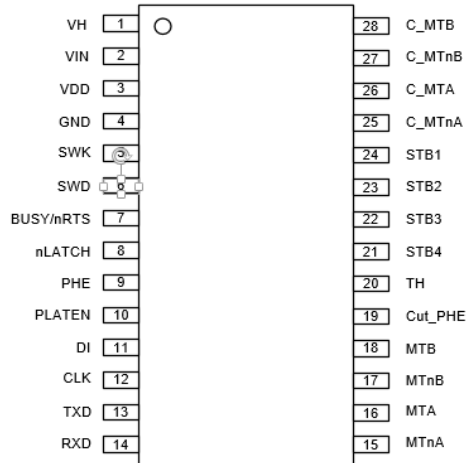 VH 1 28 C_MTB
VIN 2 27 C_MTnB
VDD 3 26 C_MTA
GND 4 25 C_MTnA
SWK 5 24 STB1
SWD 6 23 STB2
BUSY/nRTS 7 22 STB3
nLATCH 8 21 STB4
PHE 9 20 TH
PLATEN 10 19 Cut_PHE
DI 11 18 MTB
CLK 12 17 MTnB
TXD 13 16 MTA
RXD 14 15 MTnA